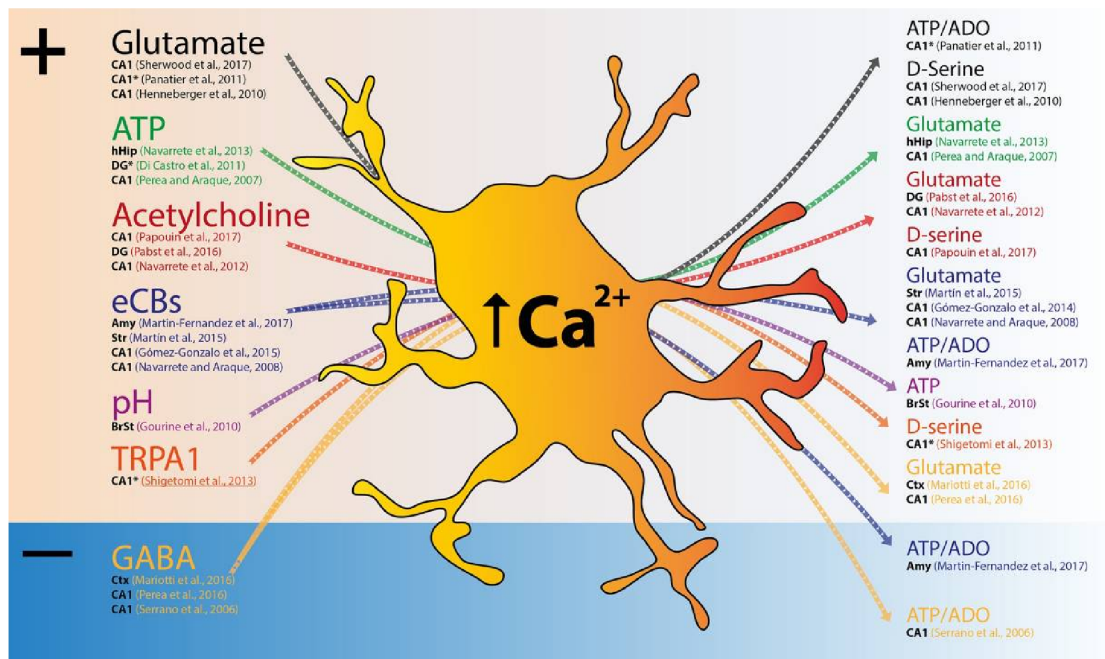 +
Glutamate
CA1 (Sherwood et al., 2017)
CA1* (Panatier et al., 2011)
CA1 (Henneberger et al., 2010)
ATP
hHip (Navarrete et al., 2013)
DG* (Di Castro et al., 2011)
CA1 (Perea and Araque, 2007)
Acetylcholine
CA1 (Papouin et al., 2017)
DG (Pabst et al., 2016)
CA1 (Navarrete et al., 2012)
eCBs
Amy (Martin-Fernandez et al., 2017)
Str (Martín et al., 2015)
CA1 (Gómez-Gonzalo et al., 2015)
CA1 (Navarrete and Araque, 2008)
pH
BrSt (Gourine et al., 2010)
TRPA1
CA1* (Shigetomi et al., 2013)
−
GABA
Ctx (Mariotti et al., 2016)
CA1 (Perea et al., 2016)
CA1 (Serrano et al., 2006)
↑Ca²⁺
ATP/ADO
CA1* (Panatier et al., 2011)
D-Serine
CA1 (Sherwood et al., 2017)
CA1 (Henneberger et al., 2010)
Glutamate
hHip (Navarrete et al., 2013)
CA1 (Perea and Araque, 2007)
Glutamate
DG (Pabst et al., 2016)
CA1 (Navarrete et al., 2012)
D-serine
CA1 (Papouin et al., 2017)
Glutamate
Str (Martín et al., 2015)
CA1 (Gómez-Gonzalo et al., 2014)
CA1 (Navarrete and Araque, 2008)
ATP/ADO
Amy (Martin-Fernandez et al., 2017)
ATP
BrSt (Gourine et al., 2010)
D-serine
CA1* (Shigetomi et al., 2013)
Glutamate
Ctx (Mariotti et al., 2016)
CA1 (Perea et al., 2016)
ATP/ADO
Amy (Martin-Fernandez et al., 2017)
ATP/ADO
CA1 (Serrano et al., 2006)